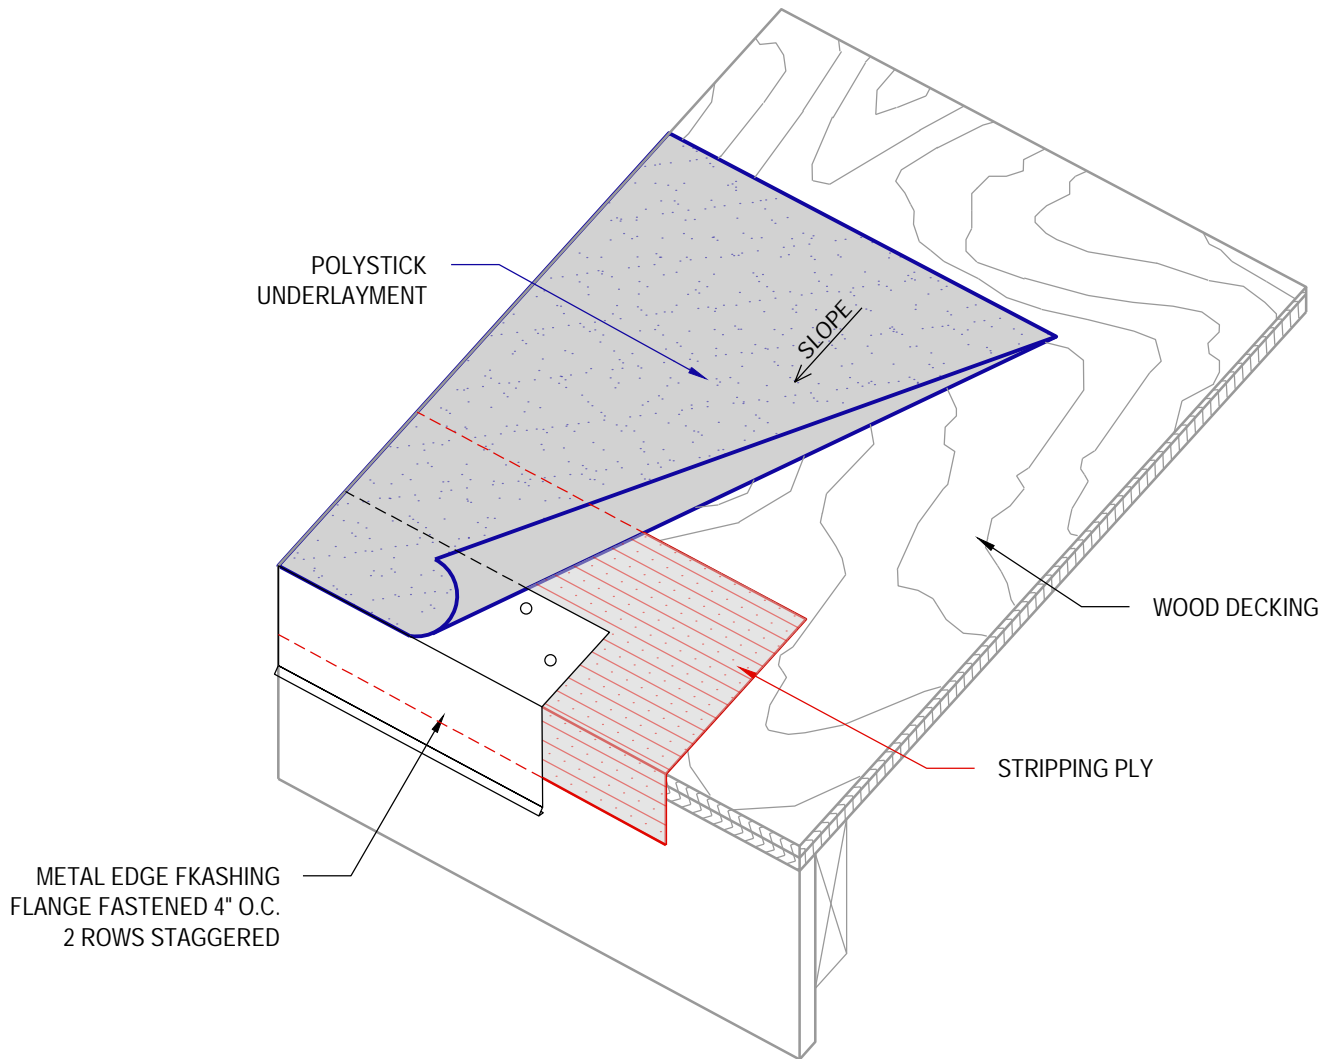 POLYSTICK
UNDERLAYMENT
SLOPE
WOOD DECKING
STRIPPING PLY
METAL EDGE FKASHING
FLANGE FASTENED 4" O.C.
2 ROWS STAGGERED